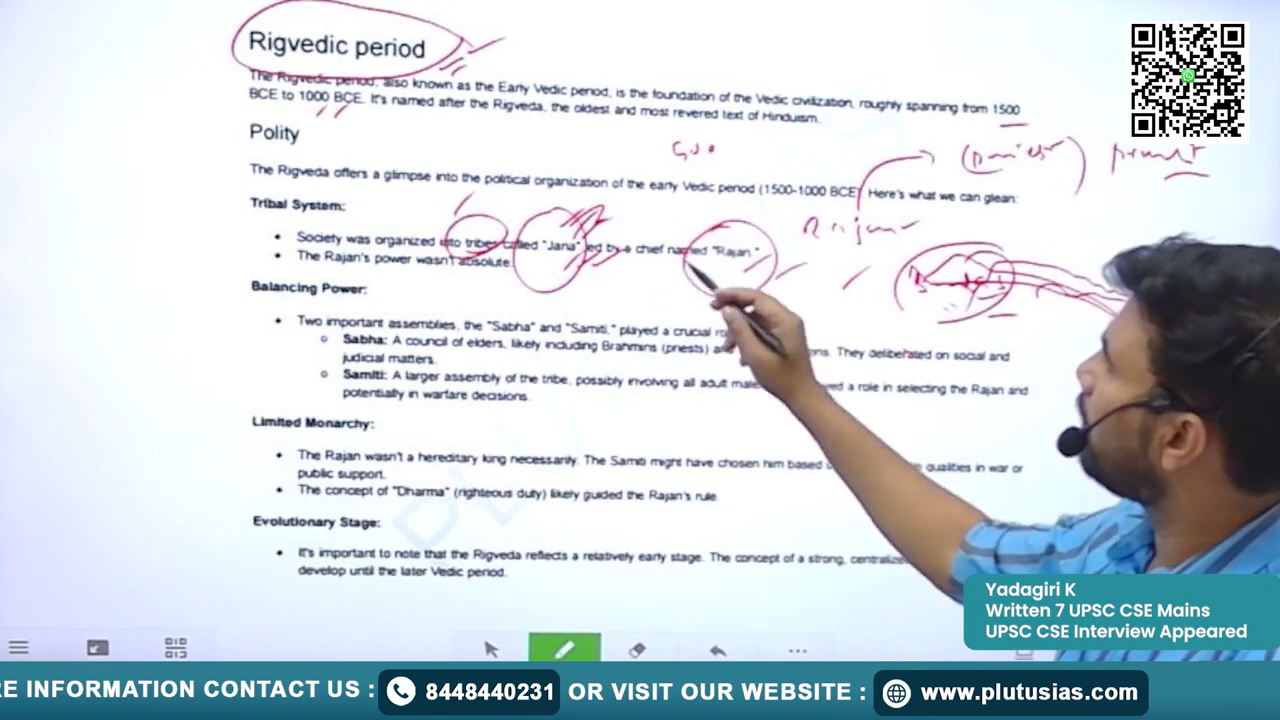 Rigvedic period
The Rigvedic period, also known as the Early Vedic period, is the foundation of the Vedic civilization, roughly spanning from 1500
BCE to 1000 BCE. It's named after the Rigveda, the oldest and most revered text of Hinduism.
Polity
The Rigveda offers a glimpse into the political organization of the early Vedic period (1500-1000 BCE). Here's what we can glean:
Tribal System:
Society was organized into tribes called "Jana" led by a chief named "Rajan."
Rajan
The Rajan's power wasn't absolute.
Balancing Power:
Two important assemblies, the "Sabha" and "Samiti," played a crucial
Sabha: A council of elders, likely including Brahmins (priests) They deliberated on social and
judicial matters.
Samiti: A larger assembly of the tribe, possibly involving all adult a role in selecting the Rajan and
potentially in warfare decisions.
Limited Monarchy:
The Rajan wasn't a hereditary king necessarily. The Samiti might have chosen him based qualities in war or
public support.
The concept of "Dharma" (righteous duty) likely guided the Rajan's rule.
Evolutionary Stage:
It's important to note that the Rigveda reflects a relatively early stage. The concept of a strong,
develop until the later Vedic period.
Yadagiri K
Written 7 UPSC CSE Mains
UPSC CSE Interview Appeared
RE INFORMATION CONTACT US : 8448440231 OR VISIT OUR WEBSITE : www.plutusias.com